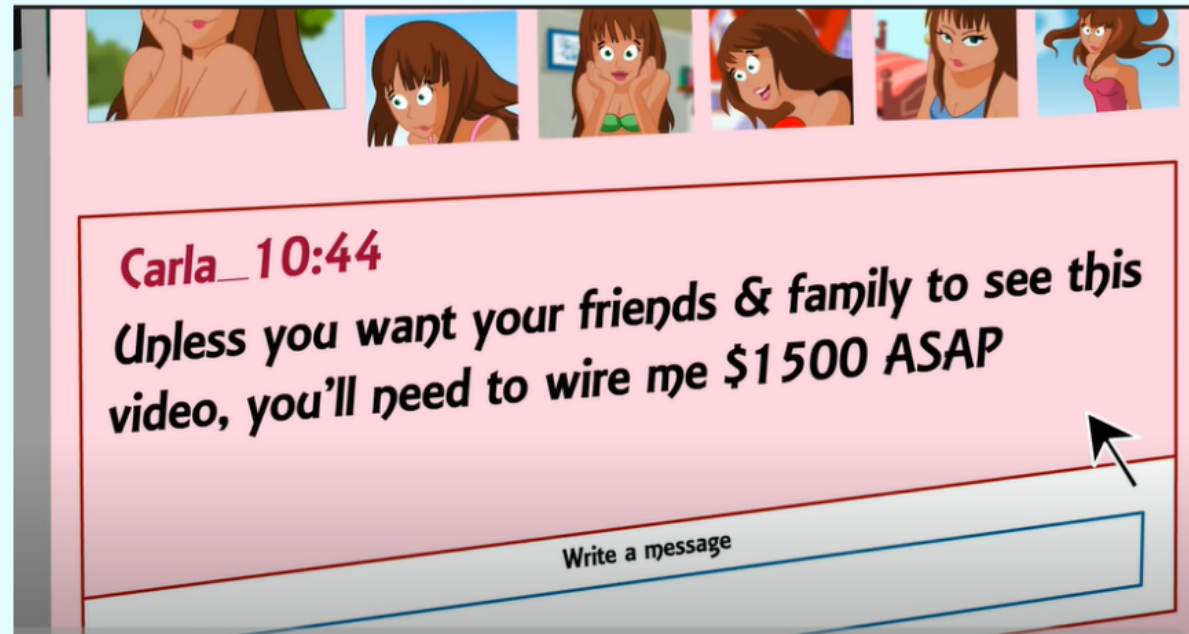 Carla_10:44
Unless you want your friends & family to see this
video, you'll need to wire me $1500 ASAP
Write a message